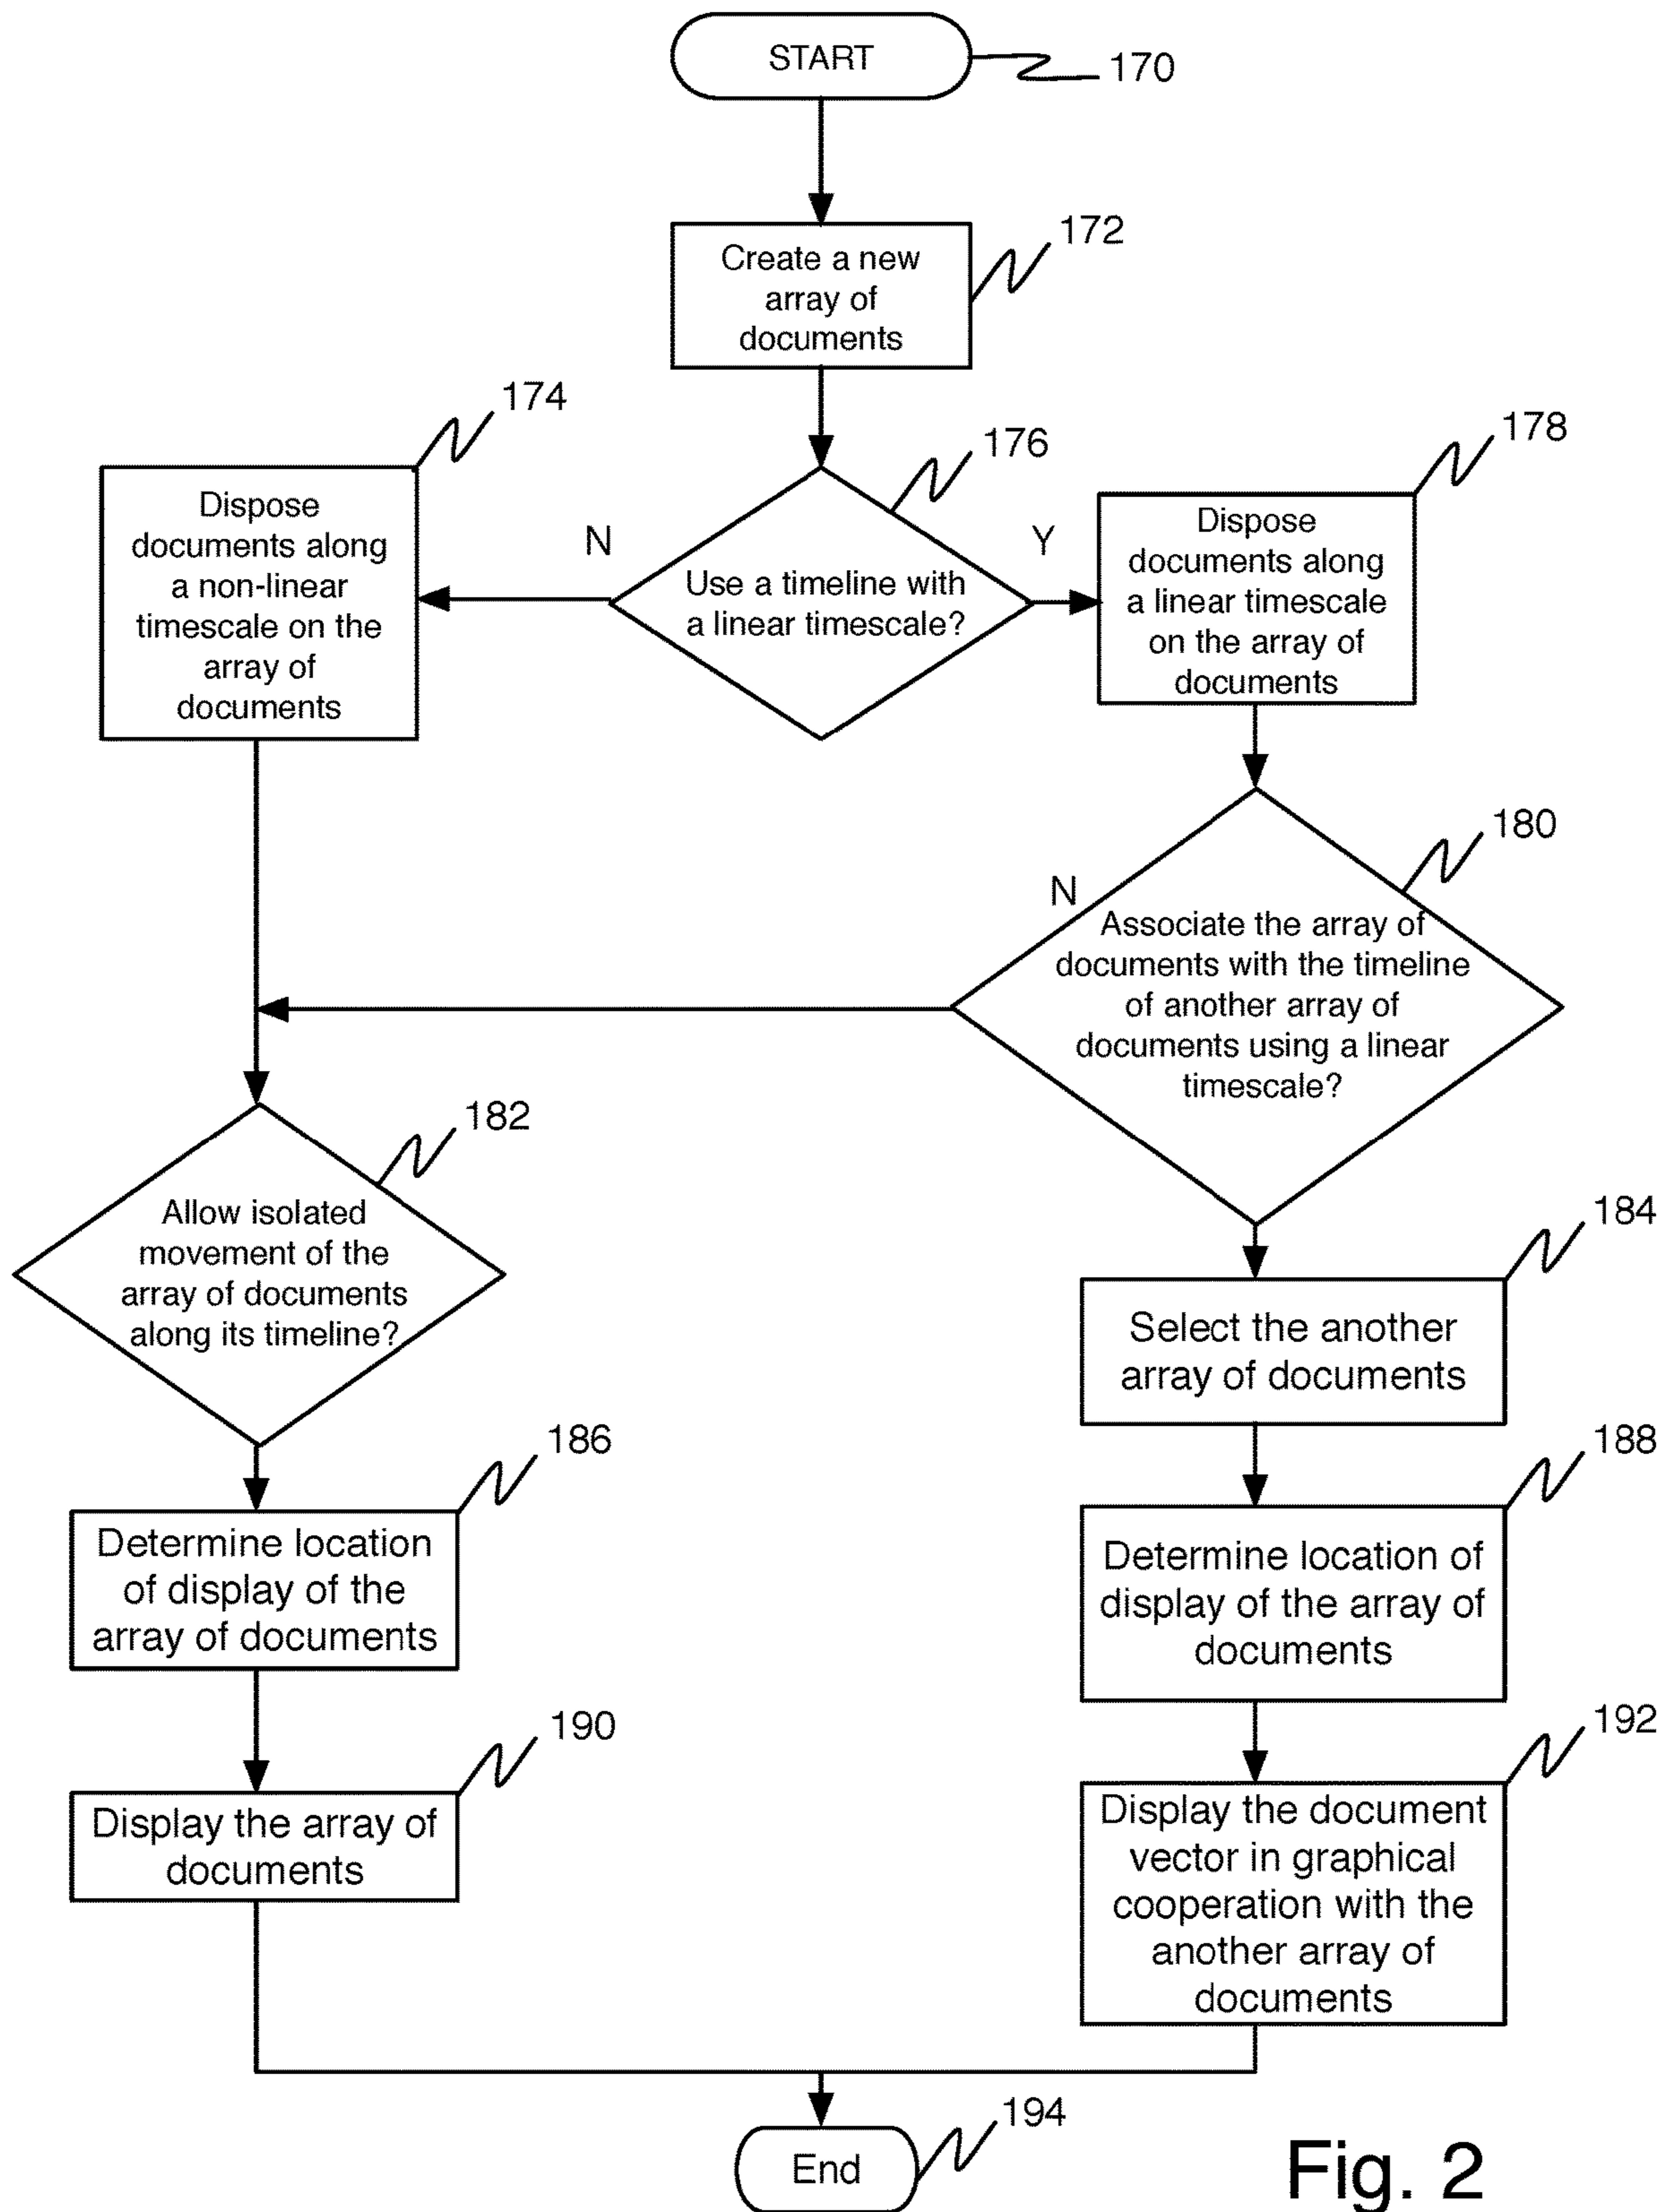 START
170
172
Create a new
array of
documents
174
176
178
Dispose
documents along
a non-linear
timescale on the
array of
documents
N
Y
Use a timeline with
a linear timescale?
Dispose
documents along
a linear timescale
on the array of
documents
180
N
Associate the array of
documents with the timeline
of another array of
documents using a linear
timescale?
182
Allow isolated
movement of the
array of documents
along its timeline?
184
Select the another
array of documents
186
Determine location
of display of the
array of documents
188
Determine location of
display of the array of
documents
190
Display the array of
documents
192
Display the document
vector in graphical
cooperation with the
another array of
documents
194
End
Fig. 2